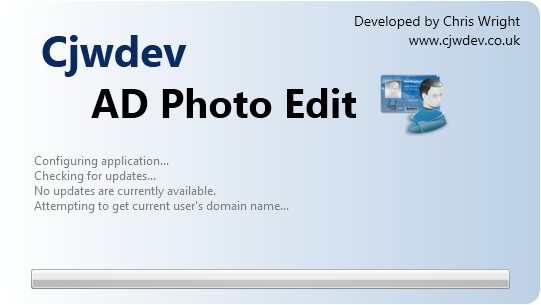 Developed by Chris Wright
www.cjwdev.co.uk
Cjwdev
AD Photo Edit
Configuring application...
Checking for updates...
No updates are currently available.
Attempting to get current user's domain name...